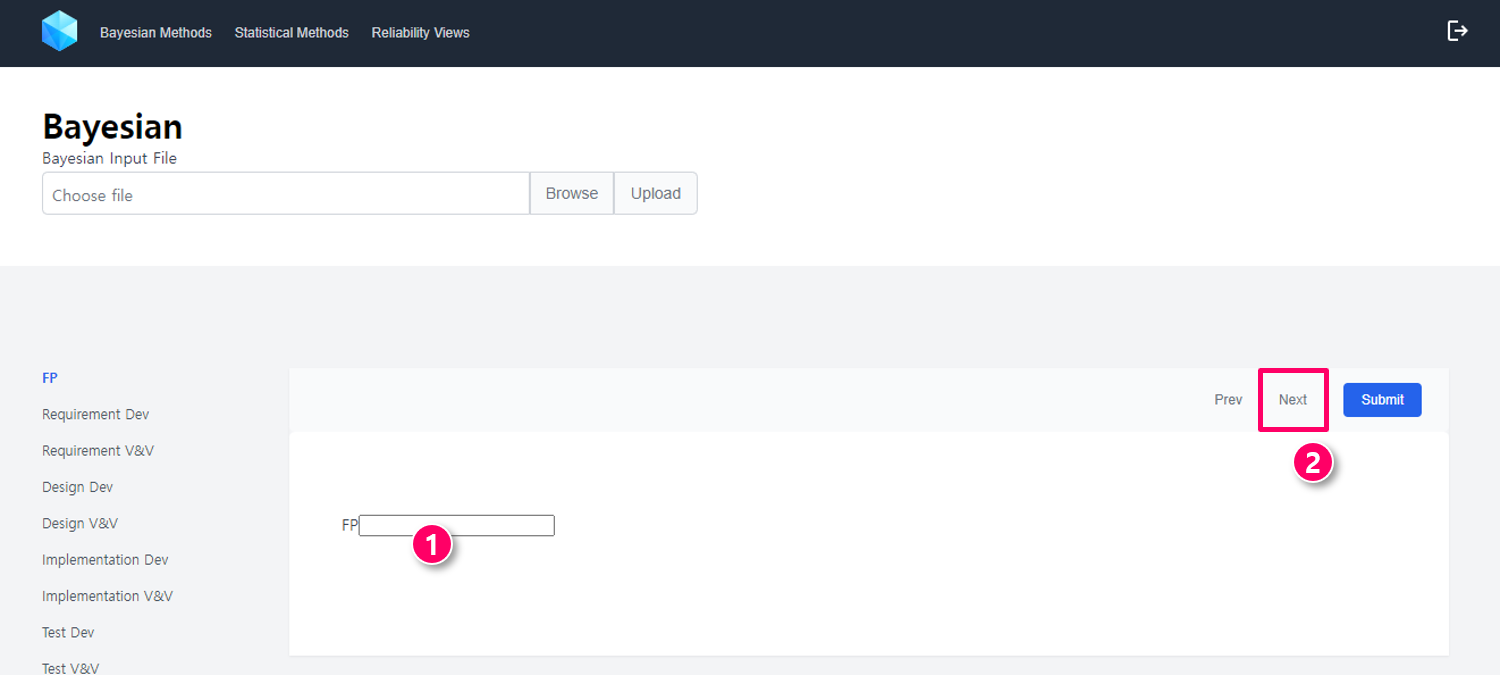 Bayesian Methods Statistical Methods Reliability Views
Bayesian
Bayesian Input File
Choose file Browse Upload
FP
Requirement Dev
Requirement V&V
Design Dev
Design V&V
Implementation Dev
Implementation V&V
Test Dev
Test V&V
Prev Next Submit
2
FP
1